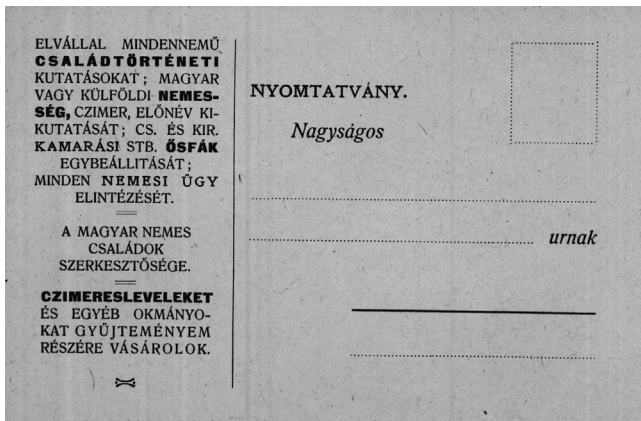 ELVÁLLAL MINDENNEMŰ
CSALÁDTÖRTÉNETI
KUTATÁSOKAT; MAGYAR
VAGY KÜLFÖLDI NEMES-
SÉG, CZIMER, ELŐNÉV KI-
KUTATÁSÁT; CS. ÉS KIR.
KAMARÁSI STB. ŐSFÁK
EGYBEÁLLITÁSÁT;
MINDEN NEMESI ÜGY
ELINTÉZÉSÉT.
A MAGYAR NEMES
CSALÁDOK
SZERKESZTŐSÉGE.
CZIMERESLEVELEKET
ÉS EGYÉB OKMÁNYO-
KAT GYŰJTEMÉNYEM
RÉSZÉRE VÁSÁROLOK.
NYOMTATVÁNY.
Nagyságos
urnak